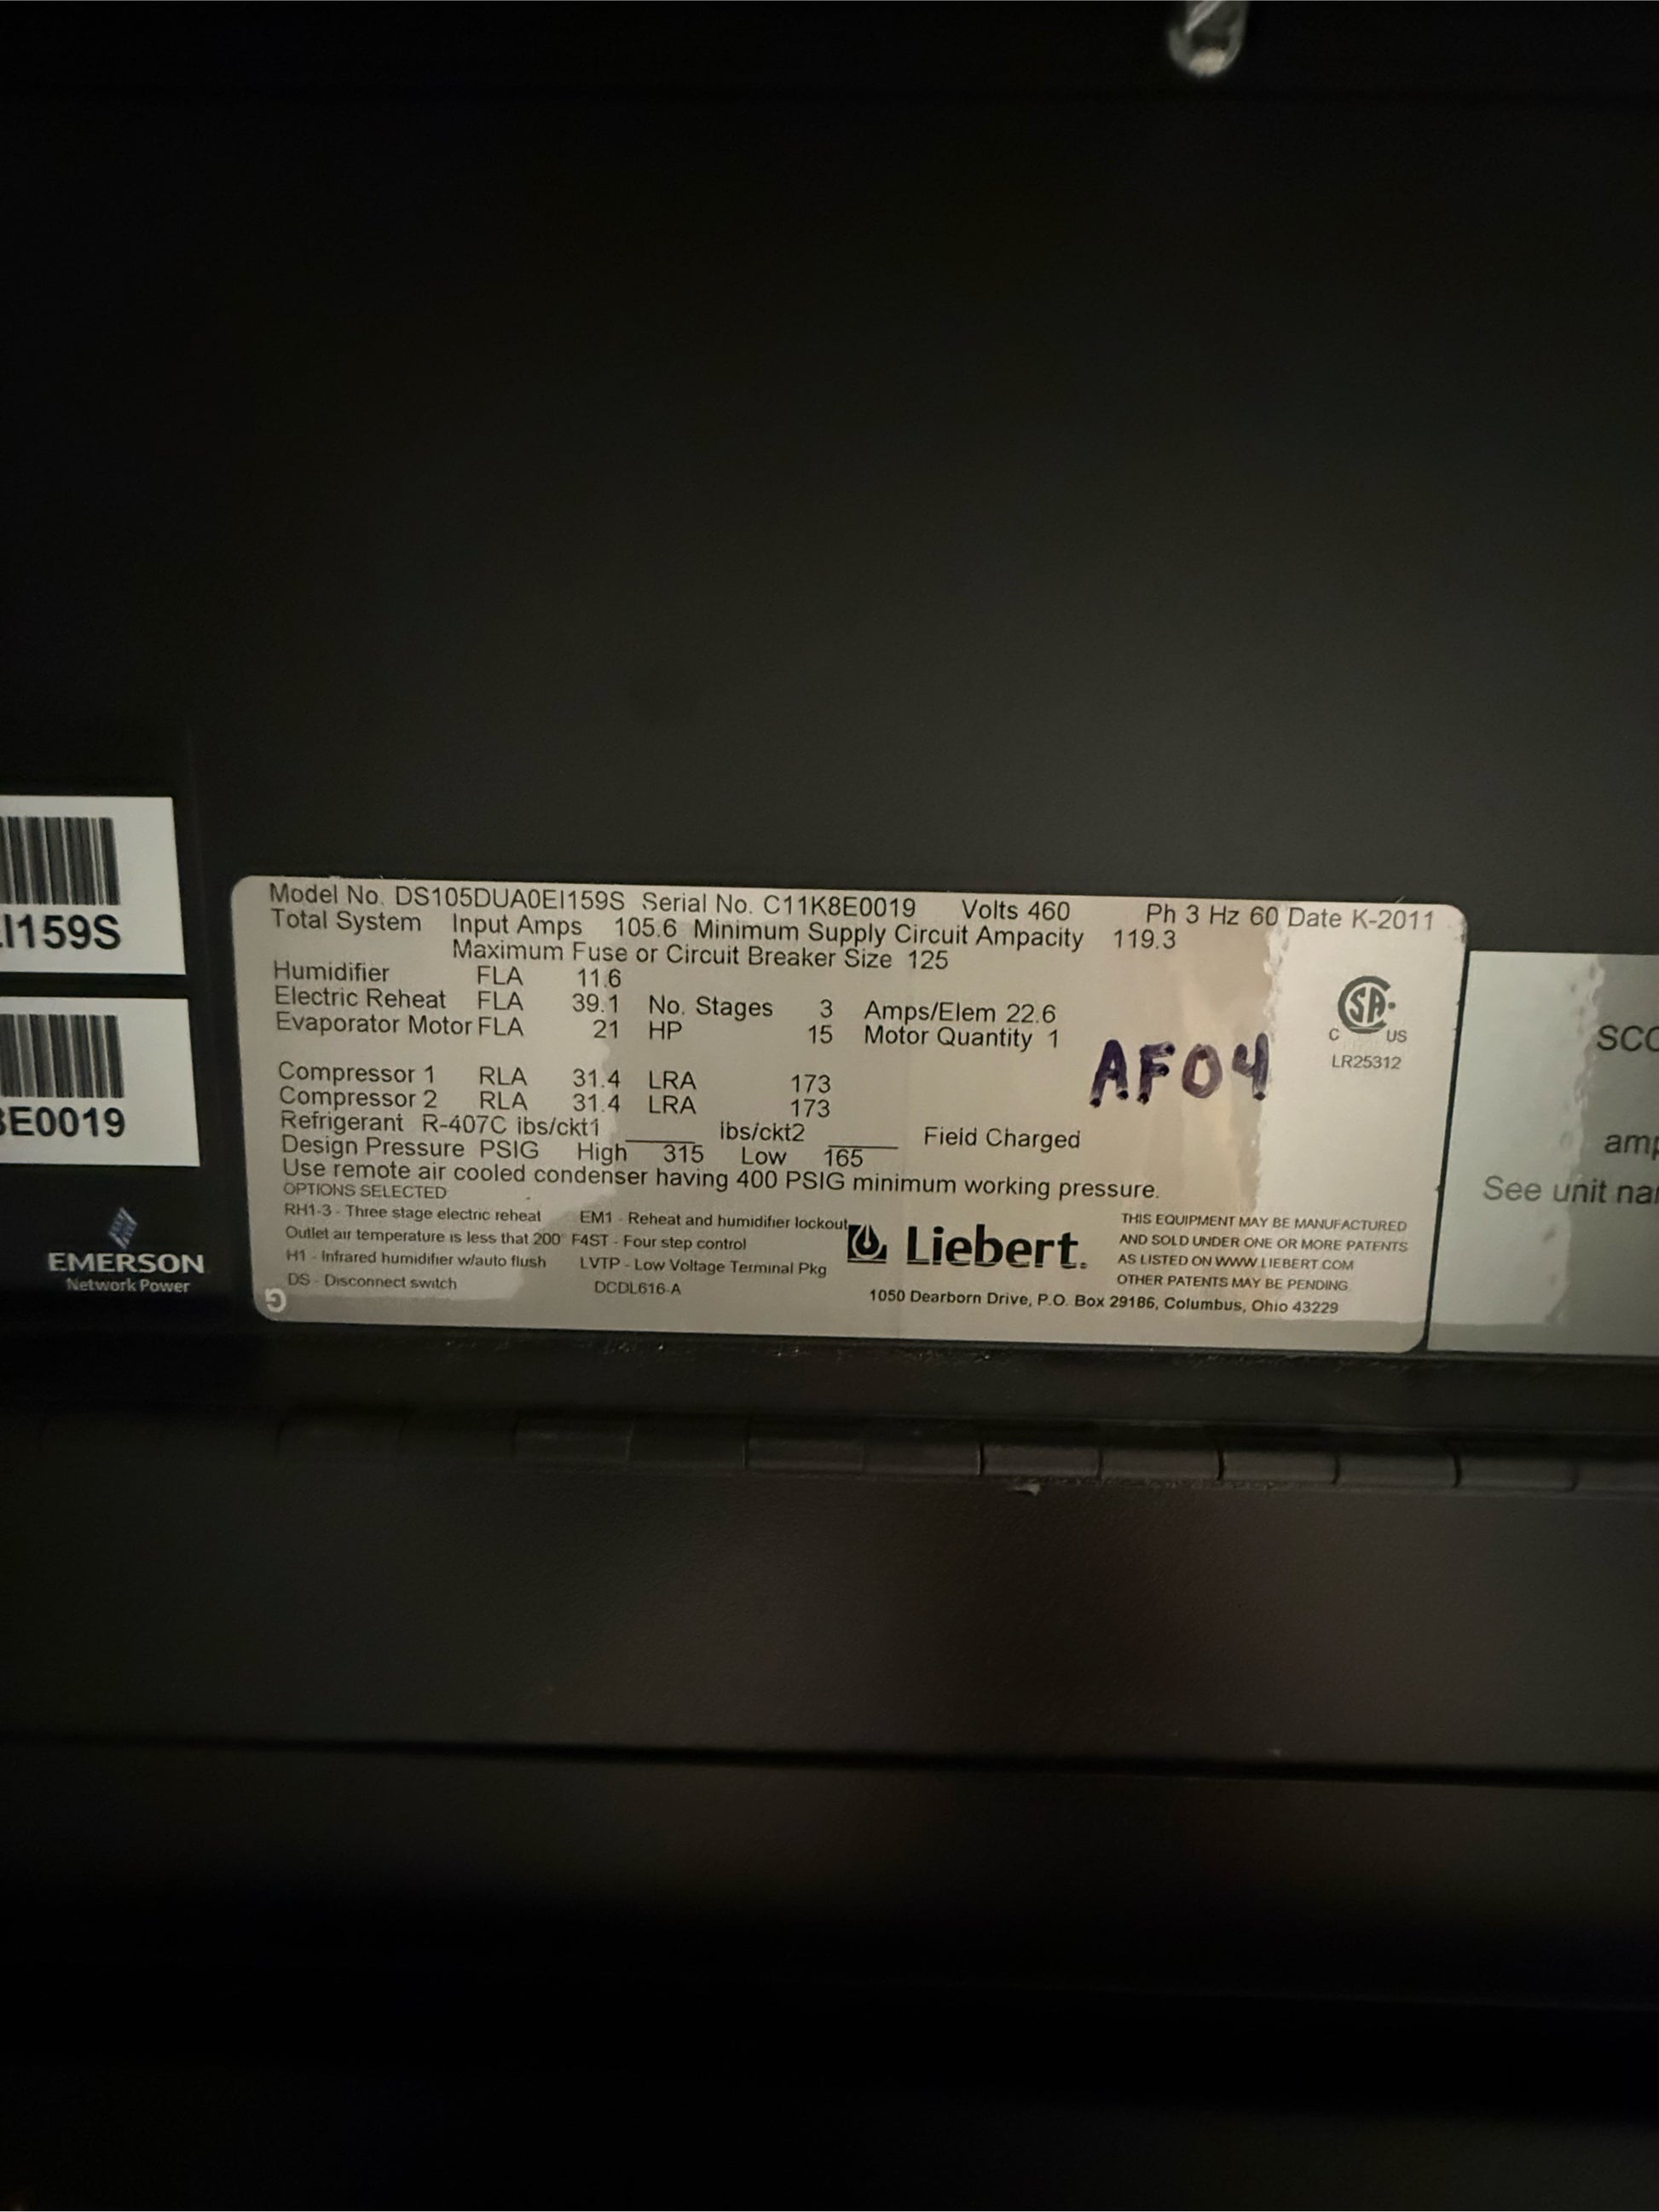 EI159S
8E0019
EMERSON
Network Power
Model No. DS105DUA0EI159S Serial No. C11K8E0019 Volts 460 Ph 3 Hz 60 Date K-2011
Total System Input Amps 105.6 Minimum Supply Circuit Ampacity 119.3
Maximum Fuse or Circuit Breaker Size 125
Humidifier FLA 11.6
Electric Reheat FLA 39.1 No. Stages 3 Amps/Elem 22.6
Evaporator Motor FLA 21 HP 15 Motor Quantity 1
Compressor 1 RLA 31.4 LRA 173
Compressor 2 RLA 31.4 LRA 173
Refrigerant R-407C lbs/ckt1 ____ lbs/ckt2 ____ Field Charged
Design Pressure PSIG High 315 Low 165
Use remote air cooled condenser having 400 PSIG minimum working pressure.
OPTIONS SELECTED
RH1-3 - Three stage electric reheat EM1 - Reheat and humidifier lockout
Outlet air temperature is less that 200° F4ST - Four step control
H1 - Infrared humidifier w/auto flush LVTP - Low Voltage Terminal Pkg
DS - Disconnect switch DCDL616-A
G
AF04
SA
C US
LR25312
Liebert.
THIS EQUIPMENT MAY BE MANUFACTURED
AND SOLD UNDER ONE OR MORE PATENTS
AS LISTED ON WWW.LIEBERT.COM
OTHER PATENTS MAY BE PENDING
1050 Dearborn Drive, P.O. Box 29186, Columbus, Ohio 43229
SCC
amp
See unit na